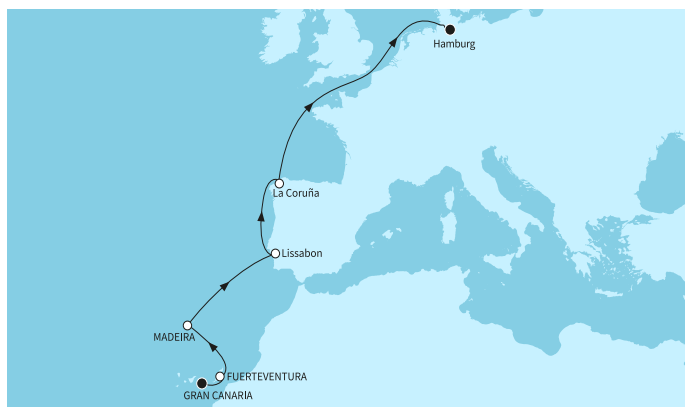 Hamburg
La Coruña
Lissabon
MADEIRA
FUERTEVENTURA
GRAN CANARIA